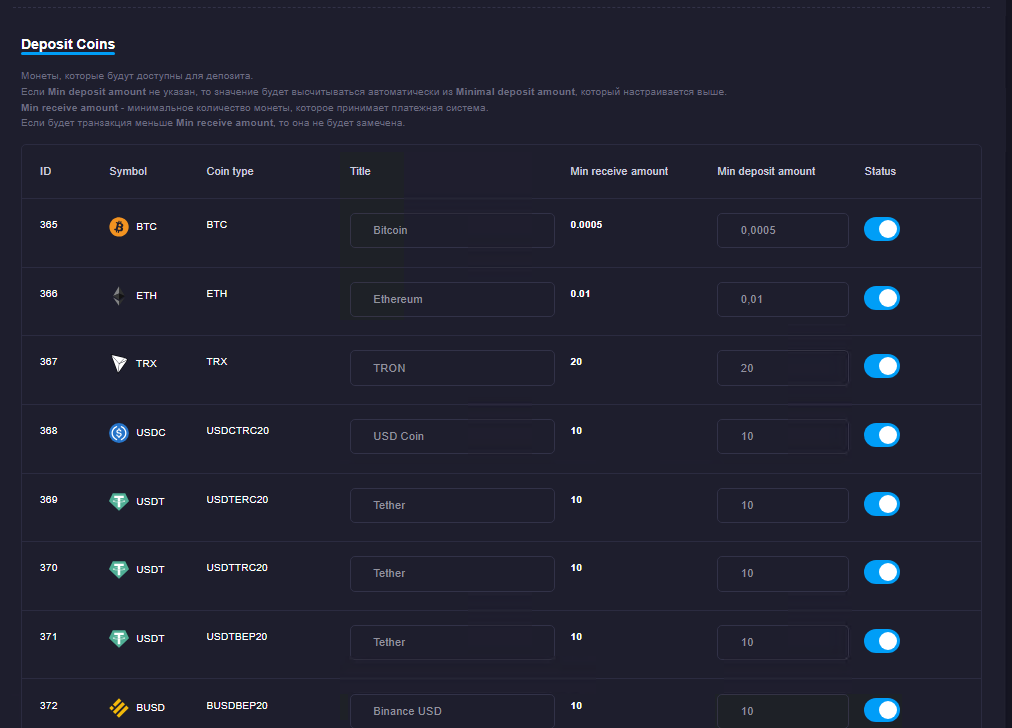 Deposit Coins
Монеты, которые будут доступны для депозита.
Если Min deposit amount не указан, то значение будет высчитываться автоматически из Minimal deposit amount, который настраивается выше.
Min receive amount - минимальное количество монеты, которое принимает платежная система.
Если будет транзакция меньше Min receive amount, то она не будет замечена.
ID Symbol Coin type Title Min receive amount Min deposit amount Status
365 BTC BTC Bitcoin 0.0005 0,0005
366 ETH ETH Ethereum 0.01 0,01
367 TRX TRX TRON 20 20
368 USDC USDCTRC20 USD Coin 10 10
369 USDT USDTERC20 Tether 10 10
370 USDT USDTTRC20 Tether 10 10
371 USDT USDTBEP20 Tether 10 10
372 BUSD BUSDBEP20 Binance USD 10 10